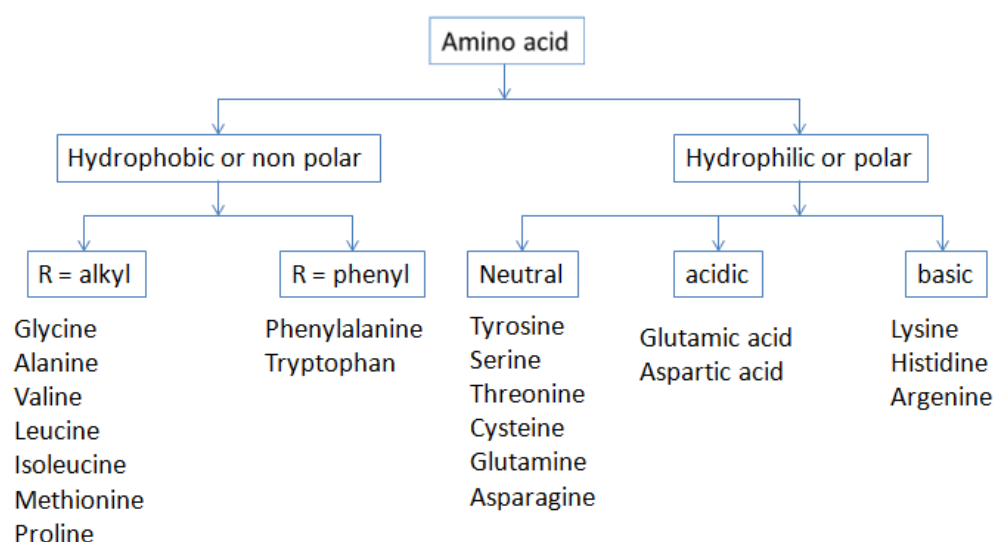 Amino acid
Hydrophobic or non polar
Hydrophilic or polar
R = alkyl
R = phenyl
Neutral
acidic
basic
Glycine
Alanine
Valine
Leucine
Isoleucine
Methionine
Proline
Phenylalanine
Tryptophan
Tyrosine
Serine
Threonine
Cysteine
Glutamine
Asparagine
Glutamic acid
Aspartic acid
Lysine
Histidine
Argenine